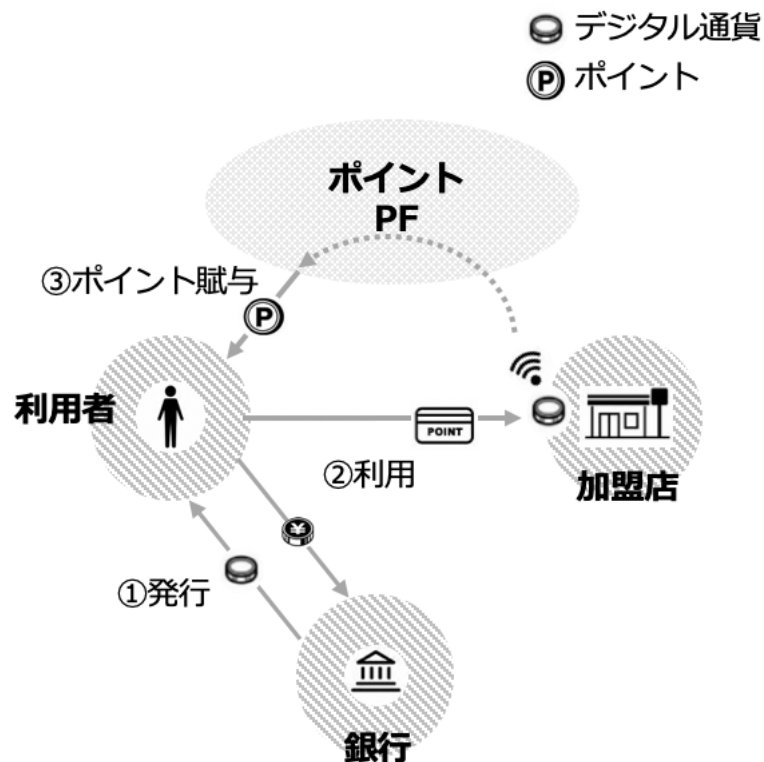 デジタル通貨
P ポイント
ポイント
PF
③ポイント賦与
P
利用者
POINT
②利用
加盟店
¥
①発行
銀行